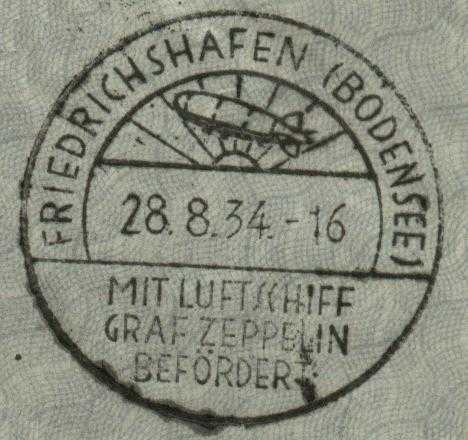 FRIEDRICHSHAFEN (BODENSEE)
28.8.34.-16
MIT LUFTSCHIFF
GRAF ZEPPELIN
BEFÖRDERT